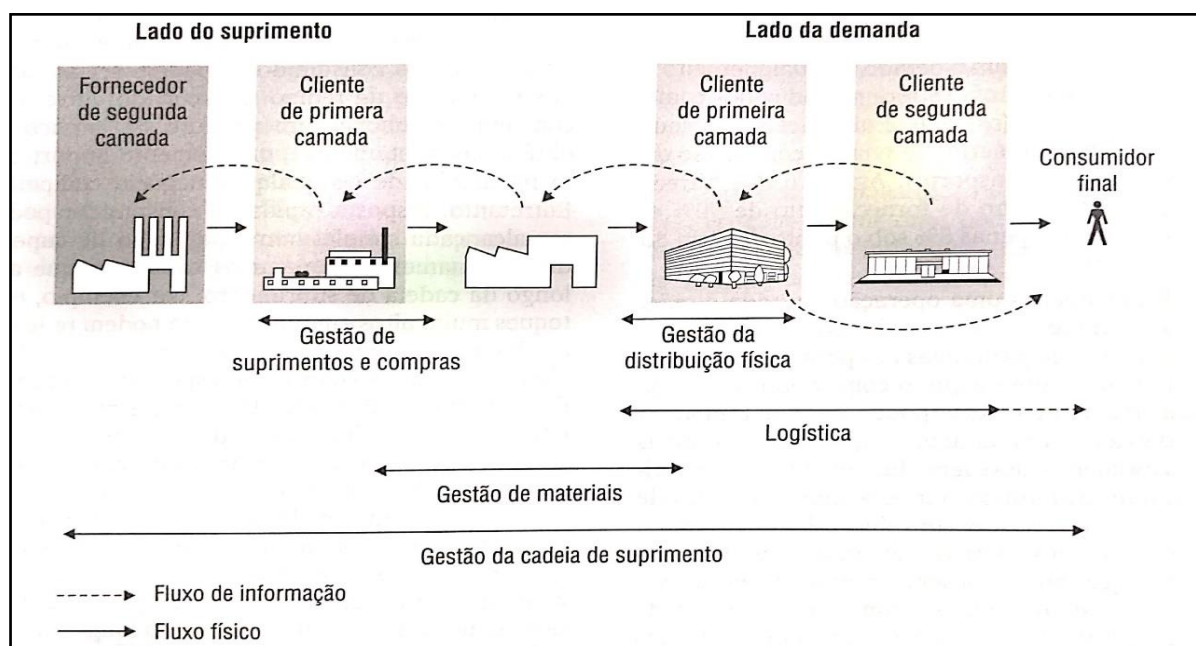 Lado do suprimento
Lado da demanda
Fornecedor
de segunda
camada
Cliente
de primera
camada
Cliente
de primeira
camada
Cliente
de segunda
camada
Consumidor
final
Gestão de
suprimentos e compras
Gestão da
distribuição física
Logística
Gestão de materiais
Gestão da cadeia de suprimento
Fluxo de informação
Fluxo físico